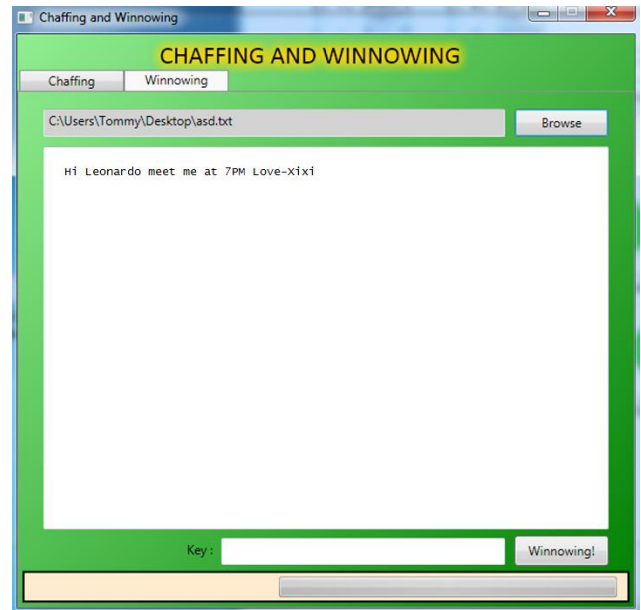 Chaffing and Winnowing
CHAFFING AND WINNOWING
Chaffing Winnowing
C:\Users\Tommy\Desktop\asd.txt Browse
Hi Leonardo meet me at 7PM Love-Xixi
Key : Winnowing!